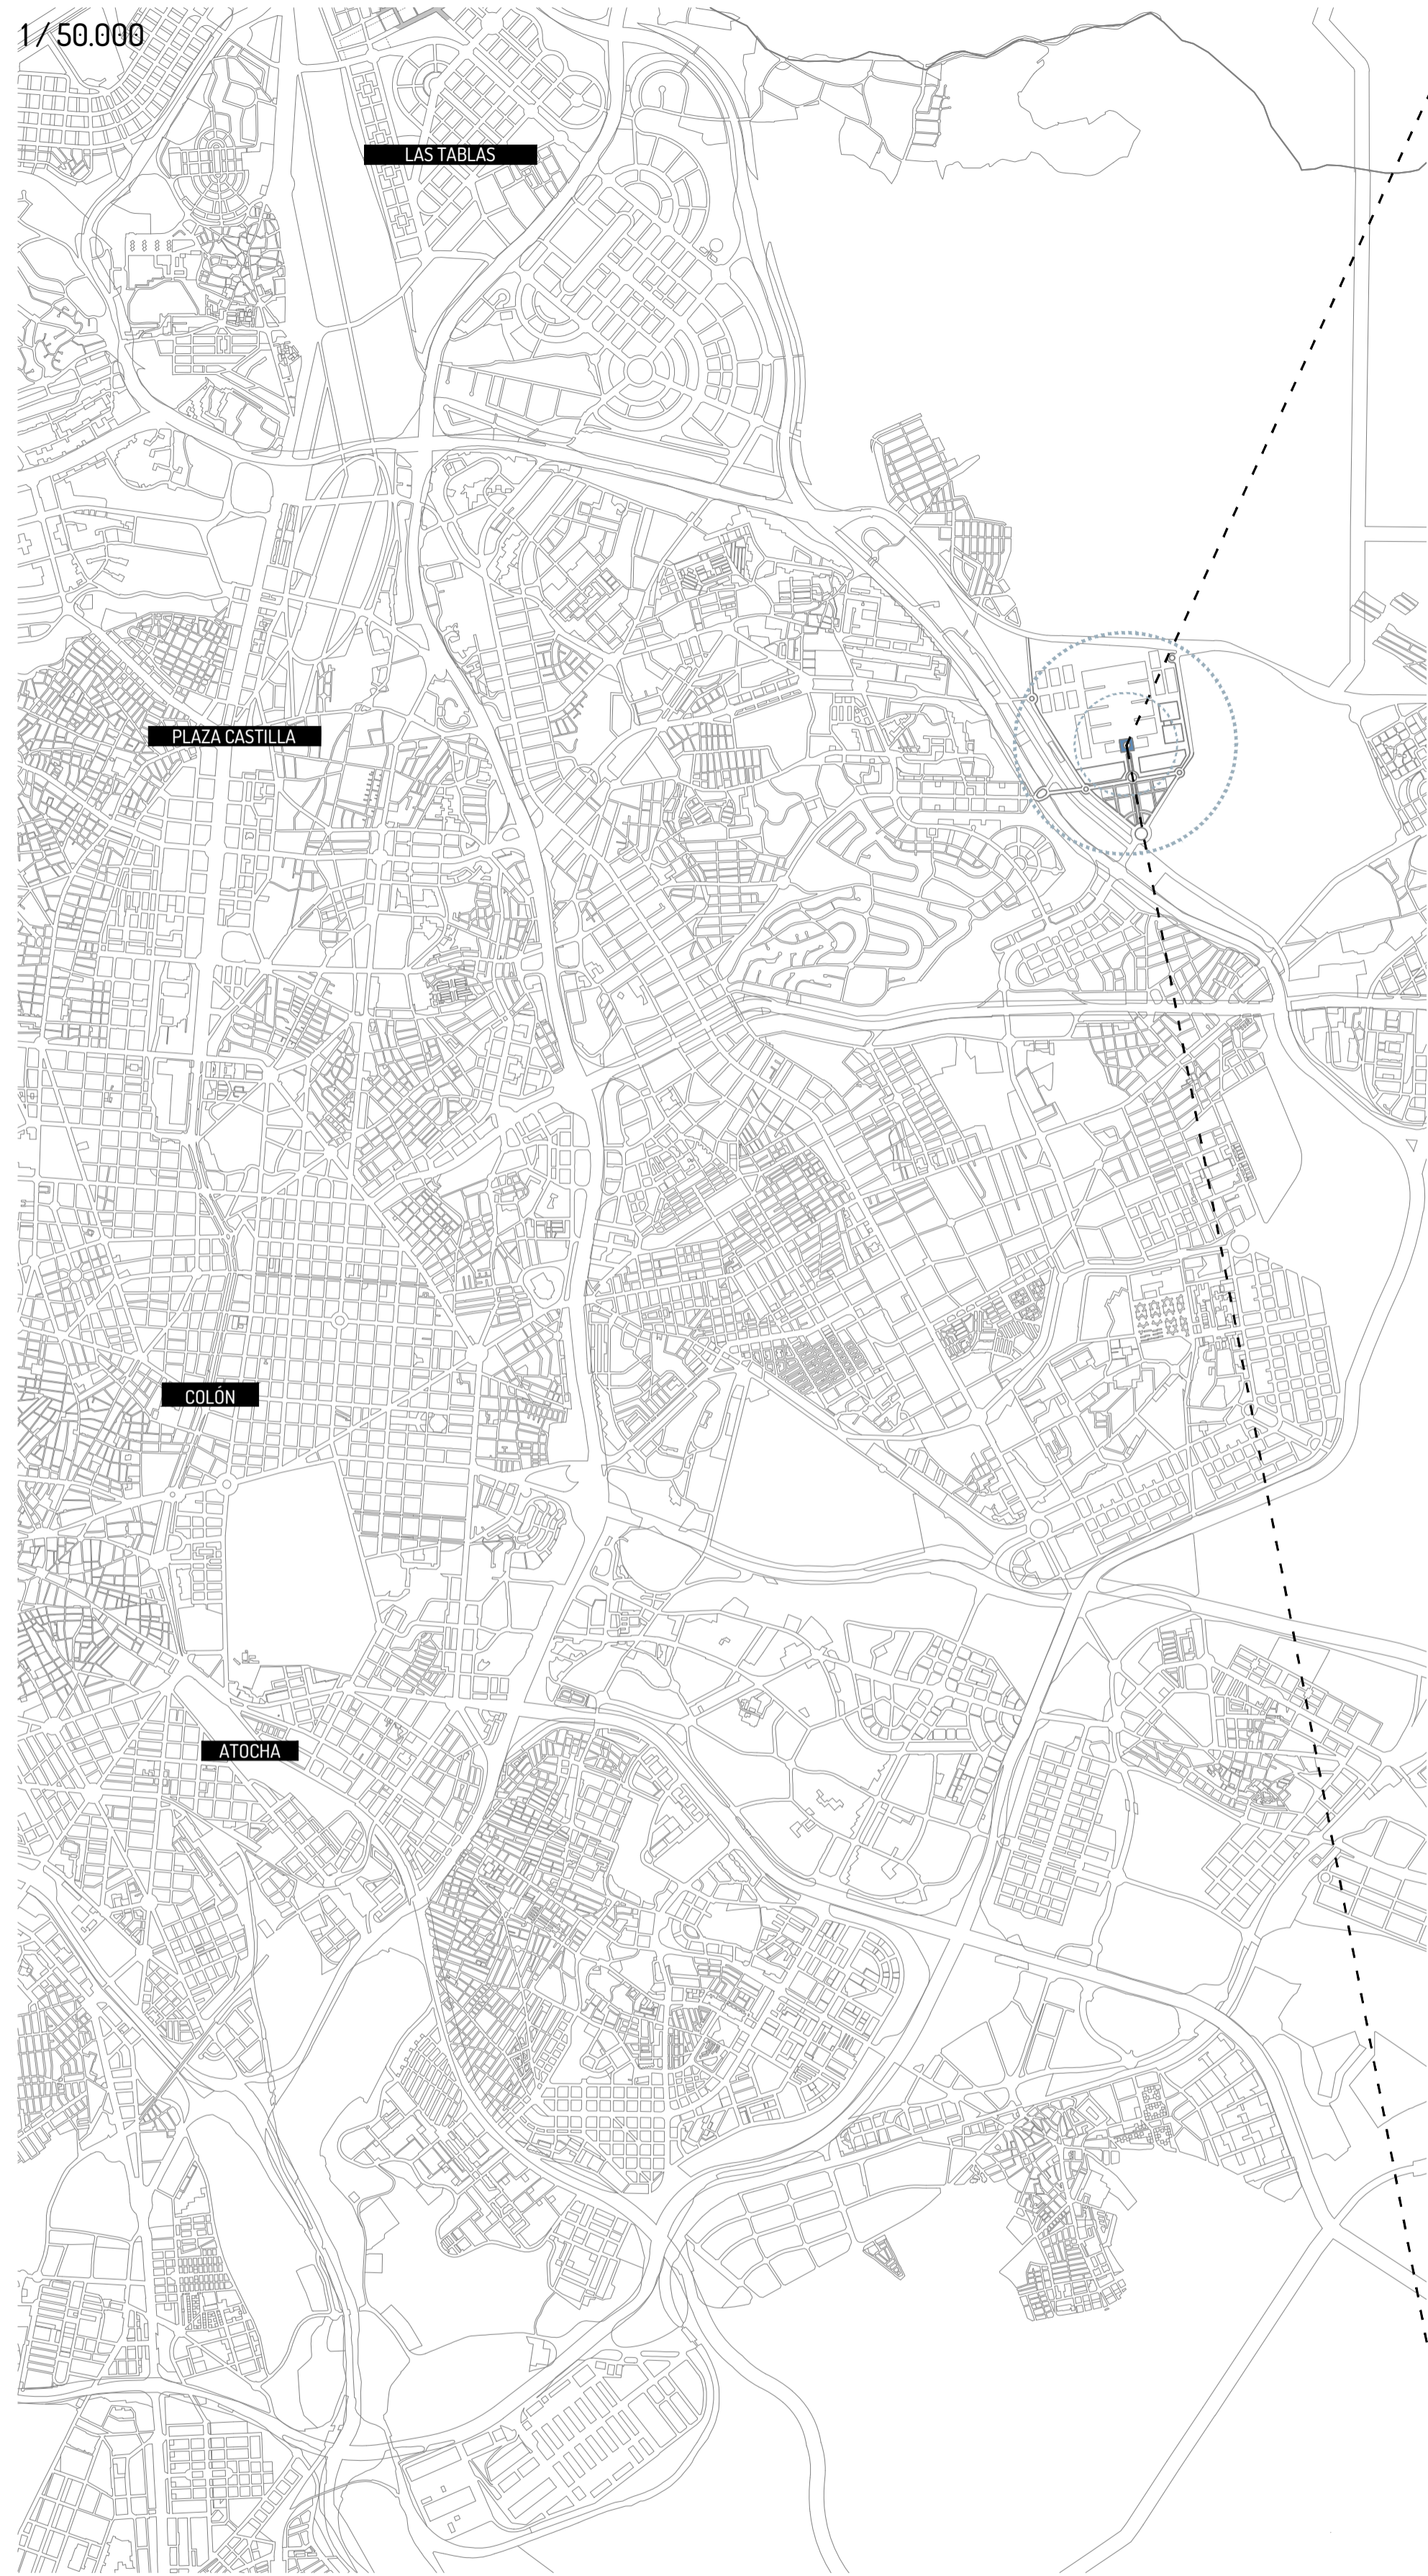 1 / 50.000
LAS TABLAS
PLAZA CASTILLA
COLÓN
ATOCHA